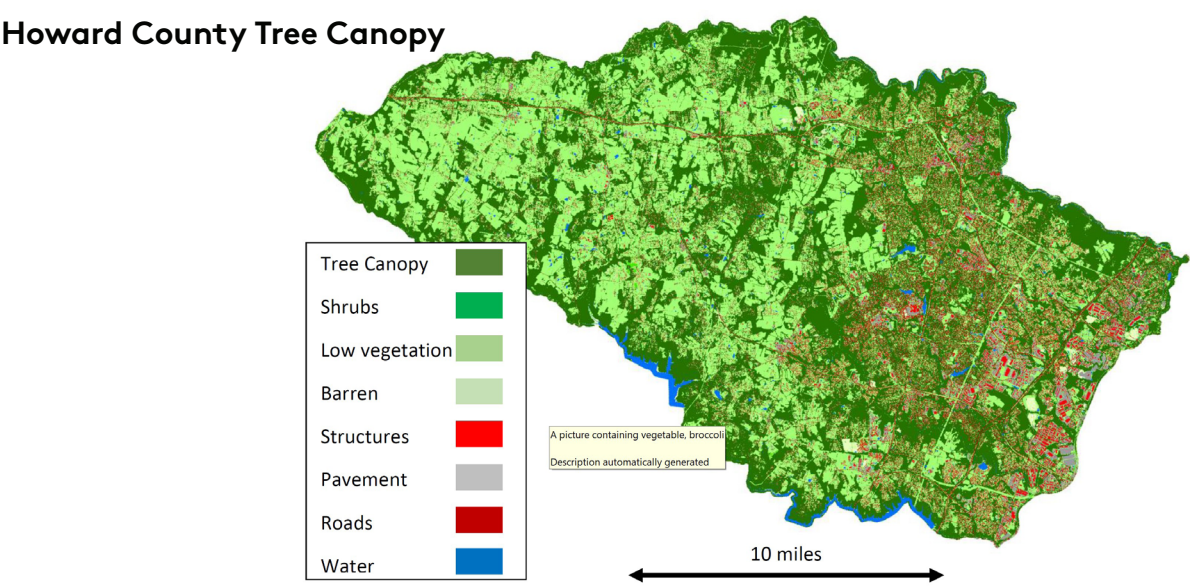 Howard County Tree Canopy
Tree Canopy
Shrubs
Low vegetation
Barren
Structures
Pavement
Roads
Water
A picture containing vegetable, broccoli
Description automatically generated
10 miles